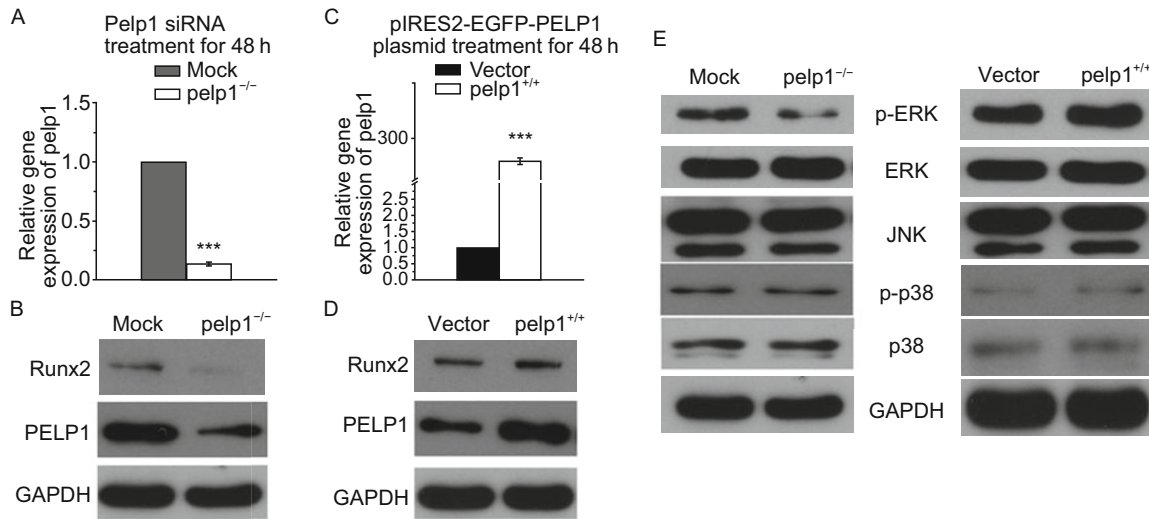 A
Pelp1 siRNA
treatment for 48 h
Mock
pelp1−/−
Relative gene
expression of pelp1
1.5
1.0
0.5
0.0
***
B
Mock pelp1−/−
Runx2
PELP1
GAPDH
C
pIRES2-EGFP-PELP1
plasmid treatment for 48 h
Vector
pelp1+/+
Relative gene
expression of pelp1
300
2.5
2.0
1.5
1.0
0.5
0.0
***
D
Vector pelp1+/+
Runx2
PELP1
GAPDH
E
Mock pelp1−/− Vector pelp1+/+
p-ERK
ERK
JNK
p-p38
p38
GAPDH